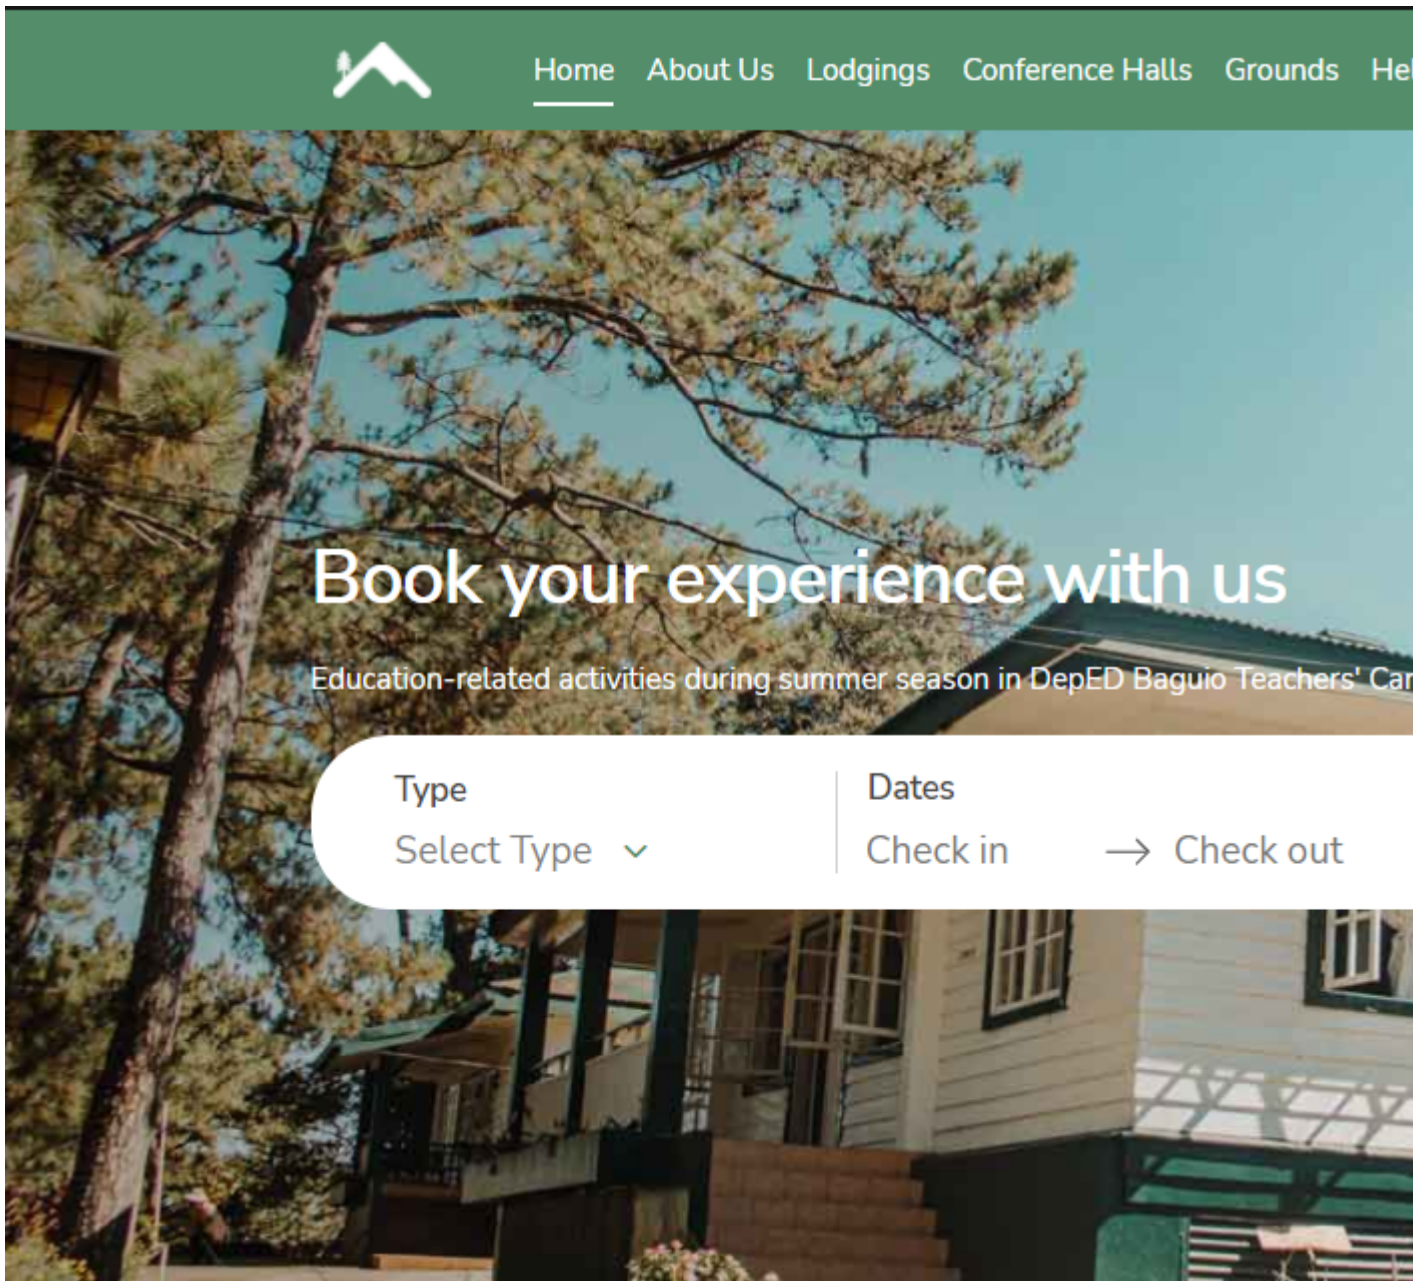 Home About Us Lodgings Conference Halls Grounds
Book your experience with us
Education-related activities during summer season in DepED Baguio Teachers'
Type
Dates
Select Type
Check in → Check out